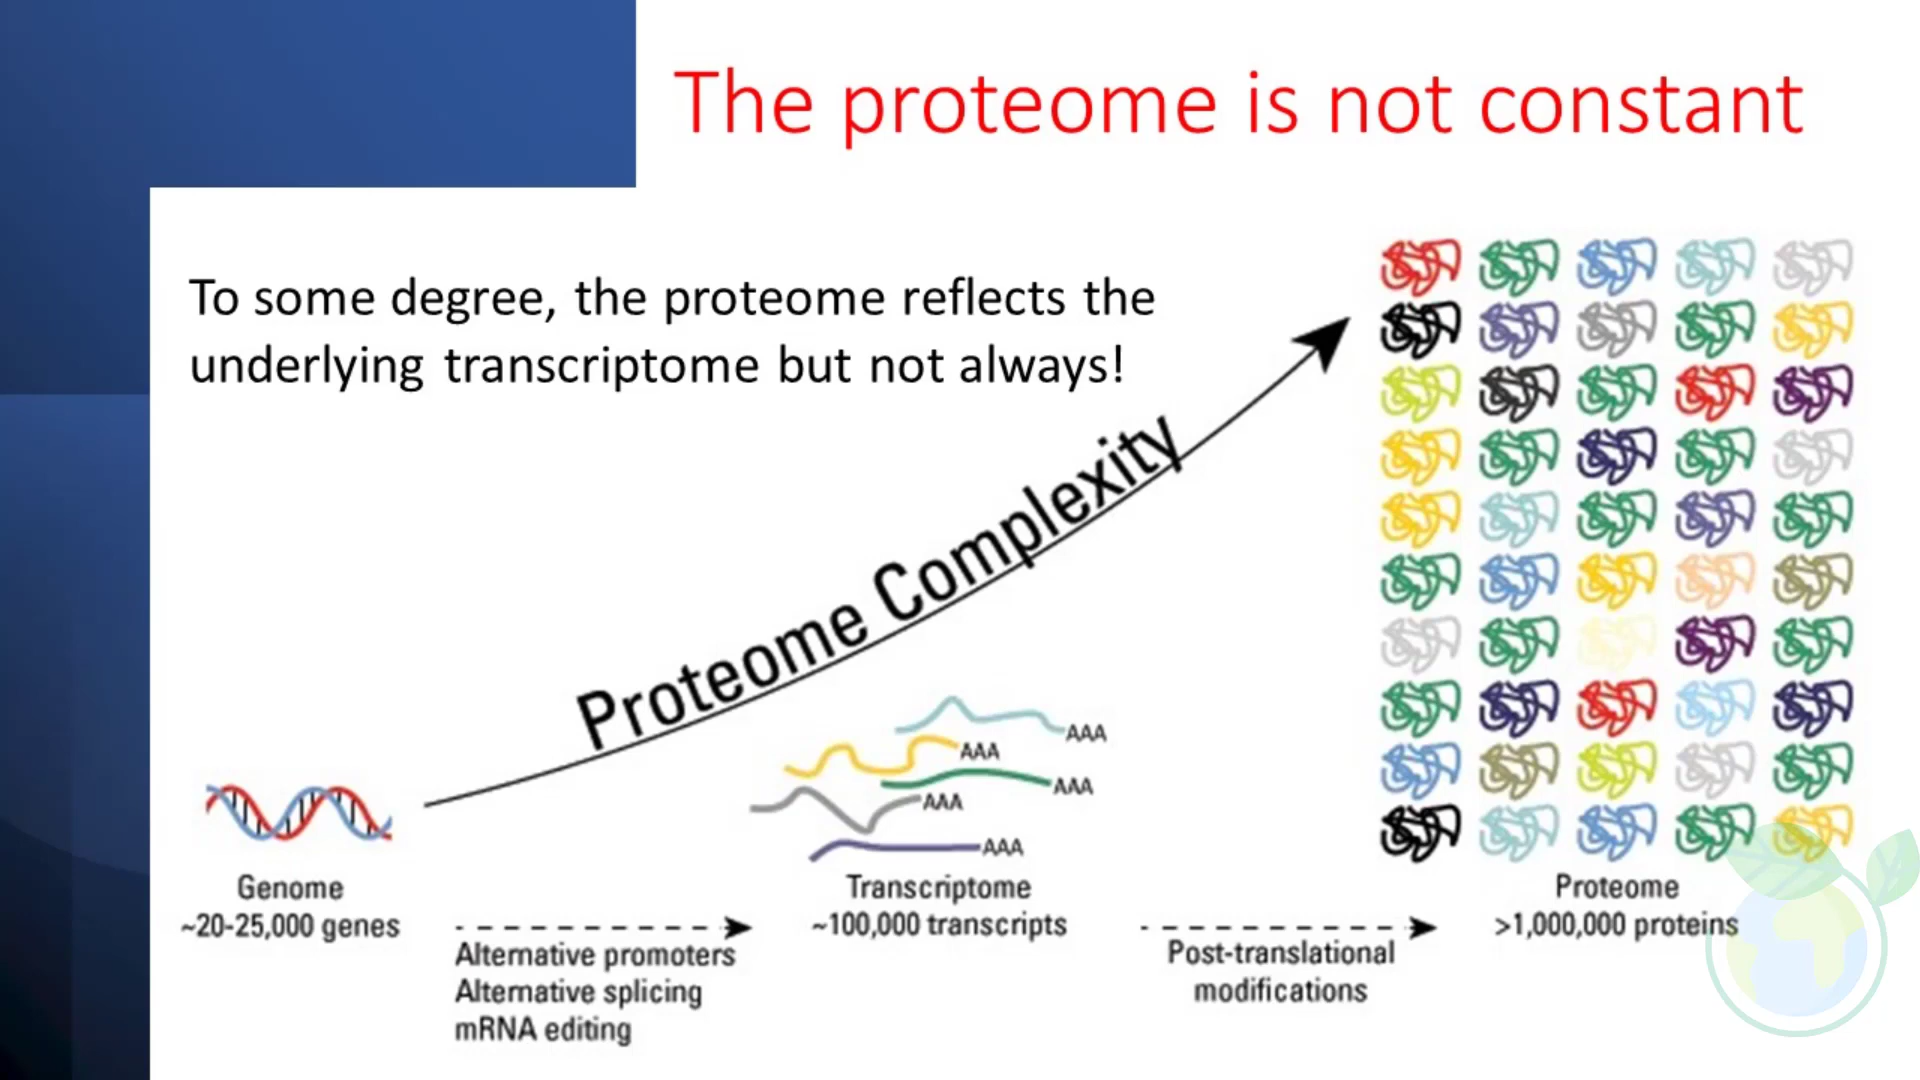 The proteome is not constant
To some degree, the proteome reflects the
underlying transcriptome but not always!
Proteome Complexity
AAA
AAA
AAA
AAA
AAA
Genome
~20-25,000 genes
Alternative promoters
Alternative splicing
mRNA editing
Transcriptome
~100,000 transcripts
Post-translational
modifications
Proteome
>1,000,000 proteins